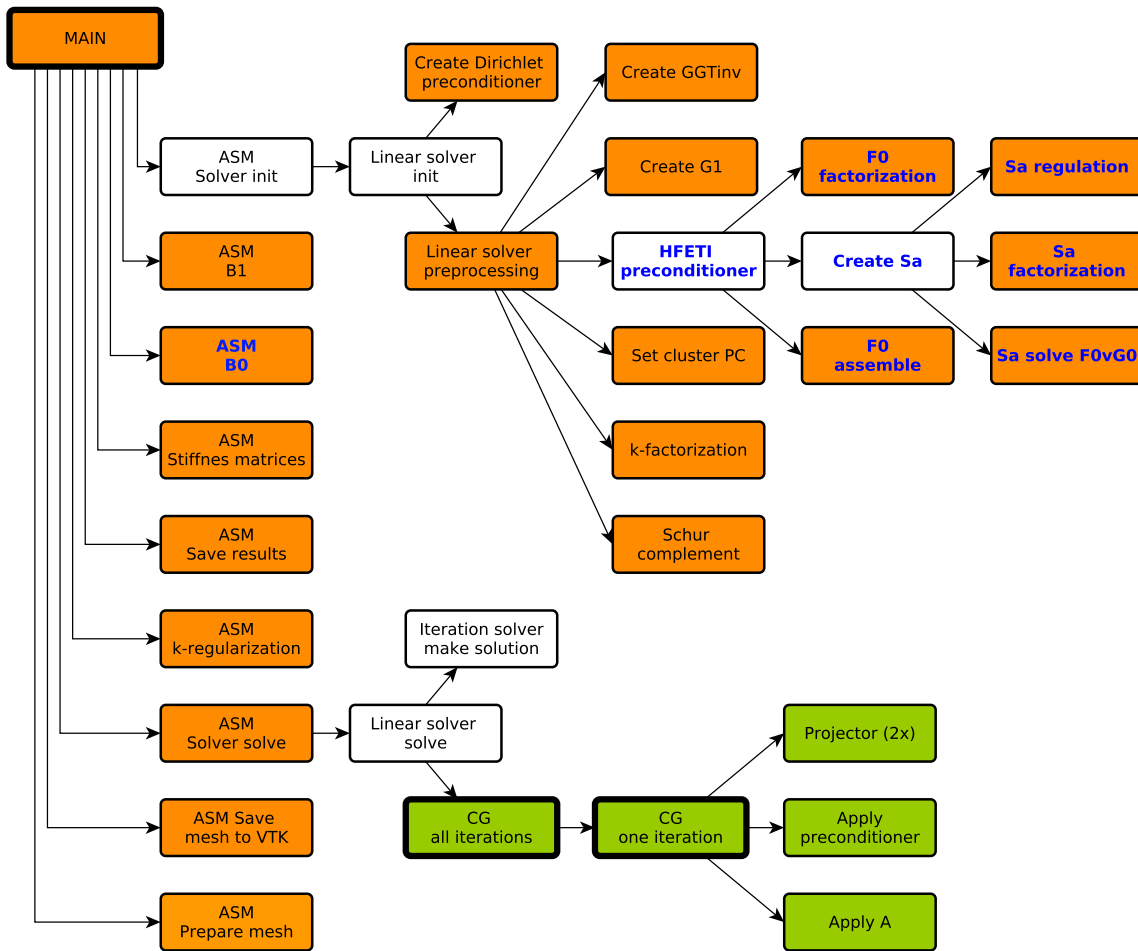 MAIN
Create Dirichlet
preconditioner
Create GGTinv
ASM
Solver init
Linear solver
init
Create G1
F0
factorization
Sa regulation
ASM
B1
Linear solver
preprocessing
HFETI
preconditioner
Create Sa
Sa
factorization
ASM
B0
Set cluster PC
F0
assemble
Sa solve F0vG0
ASM
Stiffnes matrices
k-factorization
ASM
Save results
Schur
complement
ASM
k-regularization
Iteration solver
make solution
ASM
Solver solve
Linear solver
solve
Projector (2x)
ASM Save
mesh to VTK
CG
all iterations
CG
one iteration
Apply
preconditioner
ASM
Prepare mesh
Apply A